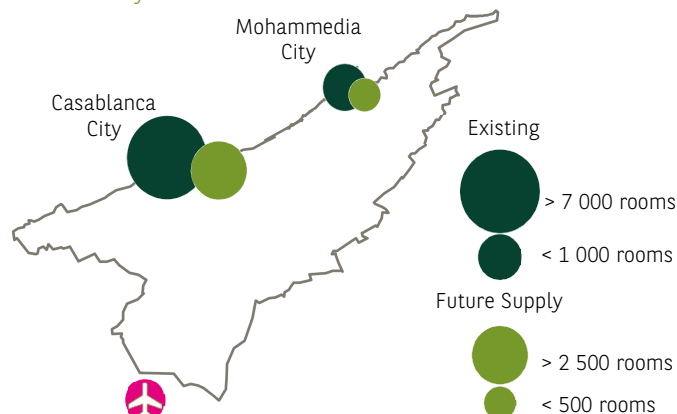 Mohammedia
City
Casablanca
City
Existing
> 7 000 rooms
< 1 000 rooms
Future Supply
> 2 500 rooms
< 500 rooms